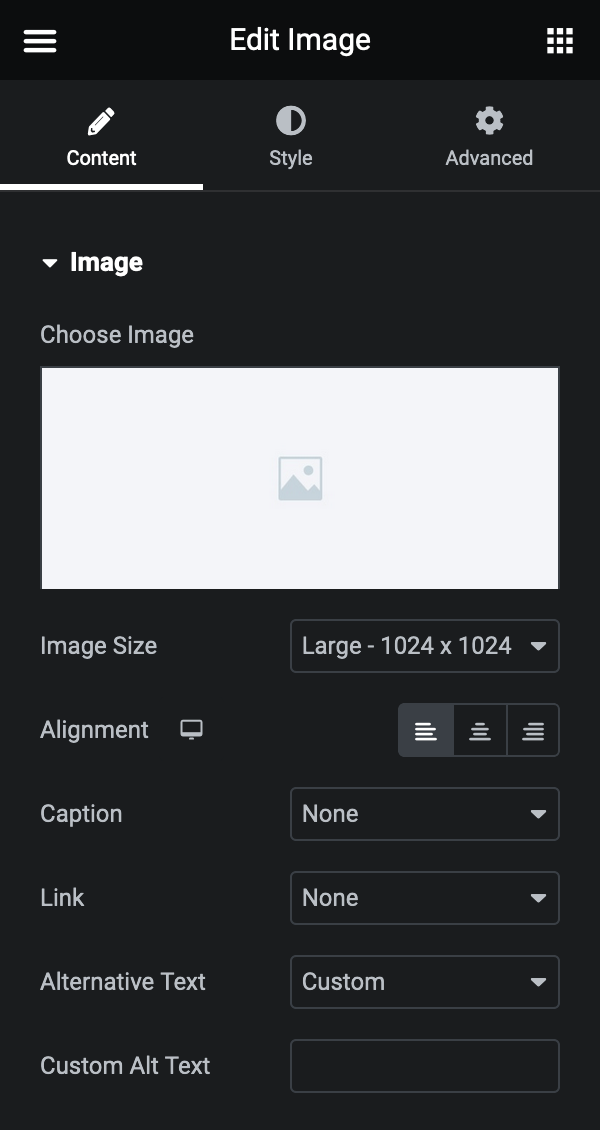 Edit Image
Content Style Advanced
Image
Choose Image
Image Size Large - 1024 x 1024
Alignment
Caption None
Link None
Alternative Text Custom
Custom Alt Text